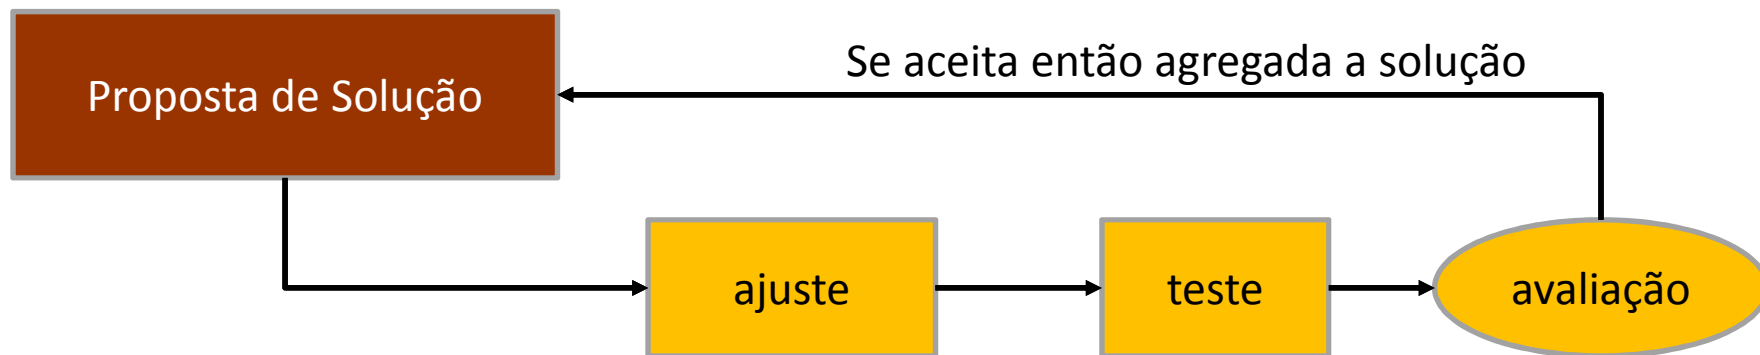 Se aceita então agregada a solução
Proposta de Solução
ajuste
teste
avaliação